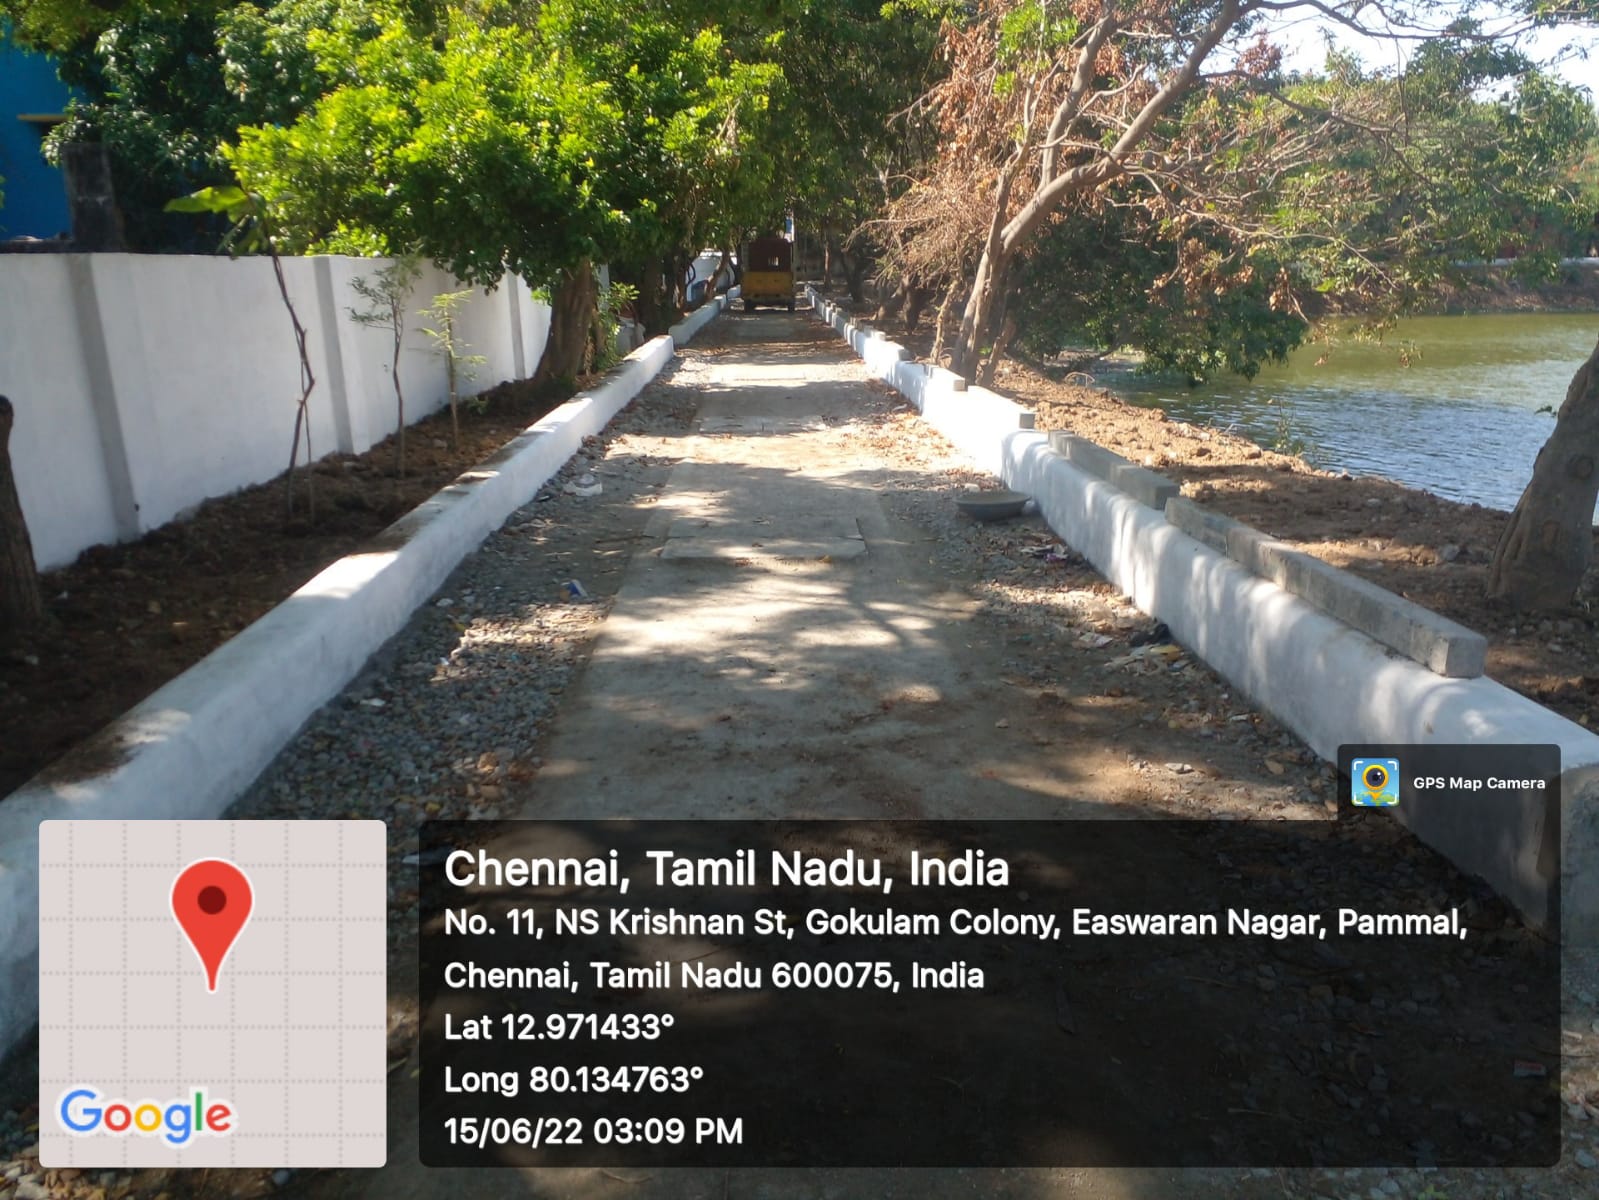 GPS Map Camera
Chennai, Tamil Nadu, India
No. 11, NS Krishnan St, Gokulam Colony, Easwaran Nagar, Pammal,
Chennai, Tamil Nadu 600075, India
Lat 12.971433°
Long 80.134763°
15/06/22 03:09 PM
Google